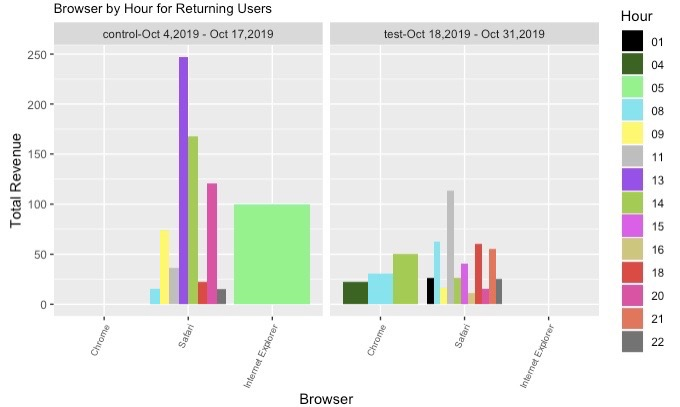 Browser by Hour for Returning Users
control-Oct 4,2019 - Oct 17,2019
test-Oct 18,2019 - Oct 31,2019
Total Revenue
250
200
150
100
50
0
Chrome
Safari
Internet Explorer
Chrome
Safari
Internet Explorer
Browser
Hour
01
04
05
08
09
11
13
14
15
16
18
20
21
22